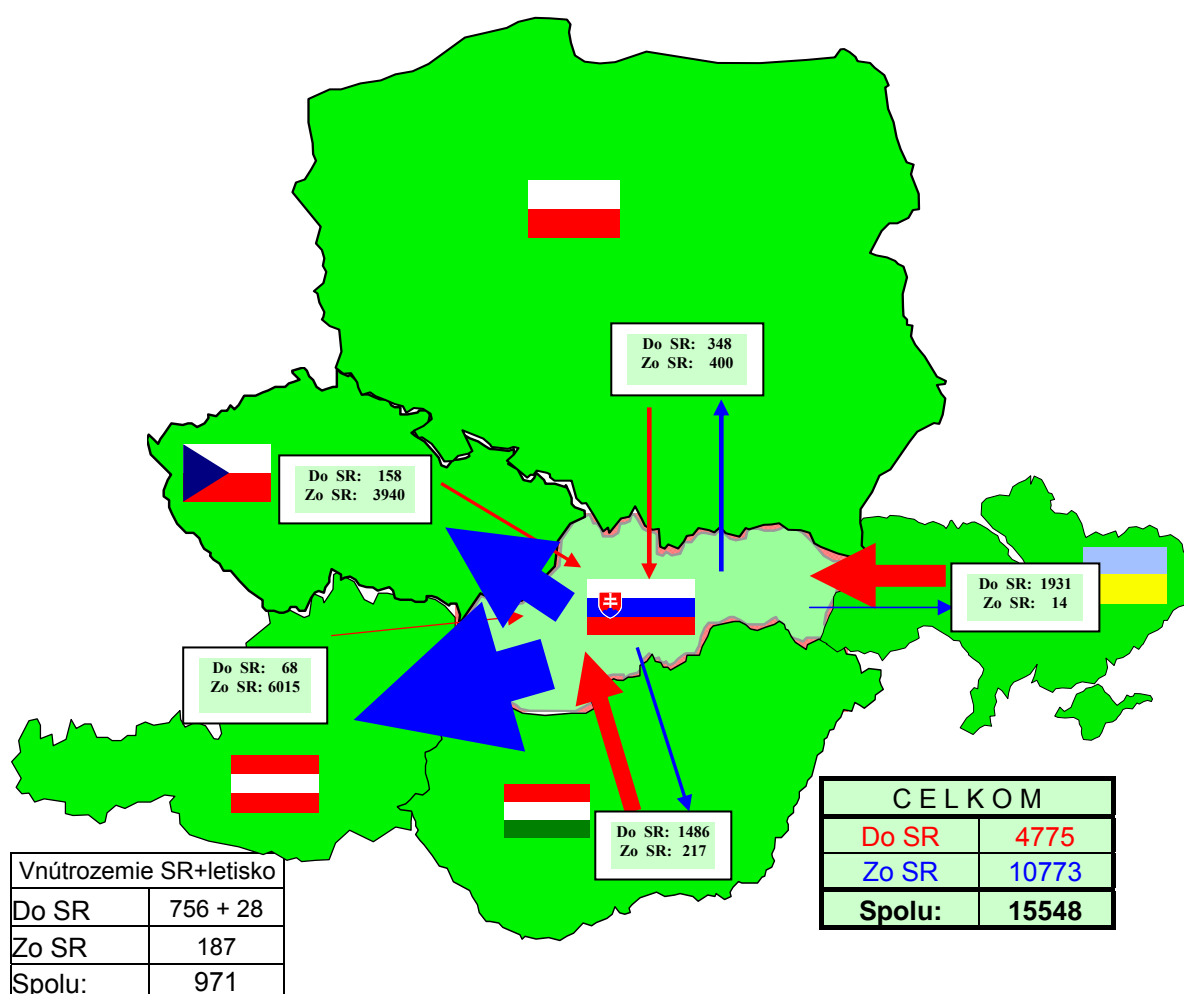 Do SR: 348
Zo SR: 400
Do SR: 158
Zo SR: 3940
Do SR: 1931
Zo SR: 14
Do SR: 68
Zo SR: 6015
Do SR: 1486
Zo SR: 217
C E L K O M
Do SR 4775
Zo SR 10773
Spolu: 15548
Vnútrozemie SR+letisko
Do SR 756 + 28
Zo SR 187
Spolu: 971